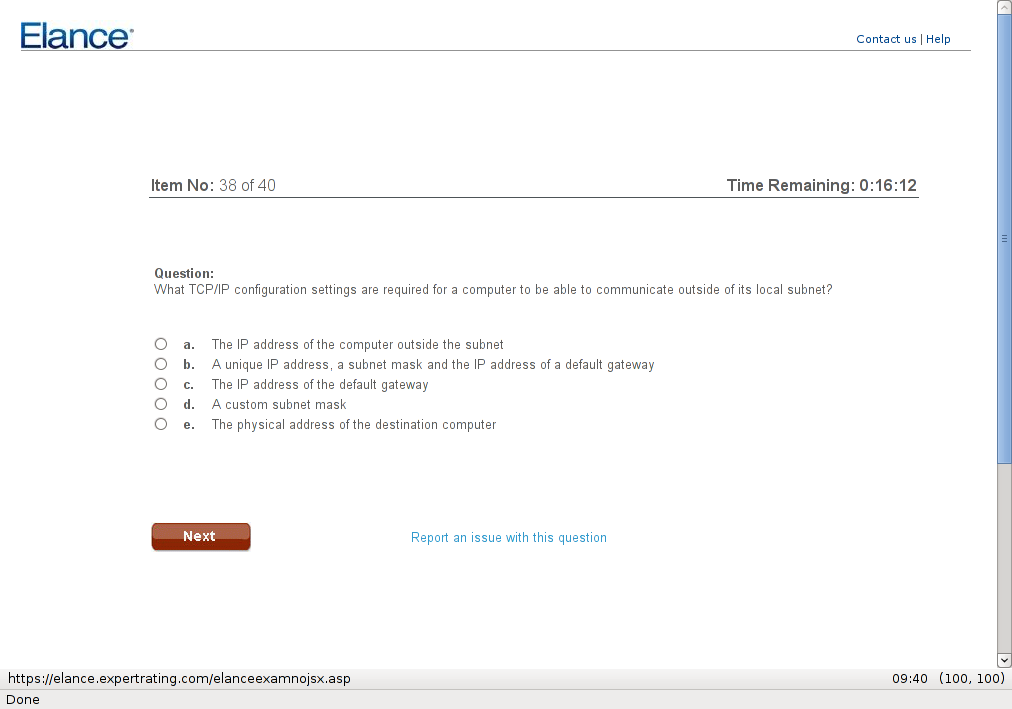 Elance
Contact us | Help
Item No: 38 of 40
Time Remaining: 0:16:12
Question:
What TCP/IP configuration settings are required for a computer to be able to communicate outside of its local subnet?
a. The IP address of the computer outside the subnet
b. A unique IP address, a subnet mask and the IP address of a default gateway
c. The IP address of the default gateway
d. A custom subnet mask
e. The physical address of the destination computer
Next
Report an issue with this question
https://elance.expertrating.com/elanceexamnojsx.asp
09:40 (100, 100)
Done